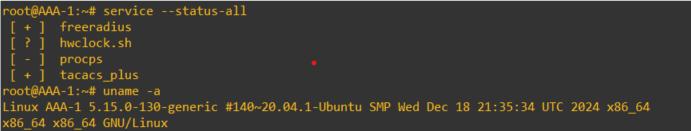 root@AAA-1:~# service --status-all
 [ + ]  freeradius
 [ ? ]  hwclock.sh
 [ - ]  procps
 [ + ]  tacacs_plus
root@AAA-1:~# uname -a
Linux AAA-1 5.15.0-130-generic #140~20.04.1-Ubuntu SMP Wed Dec 18 21:35:34 UTC 2024 x86_64
x86_64 x86_64 GNU/Linux